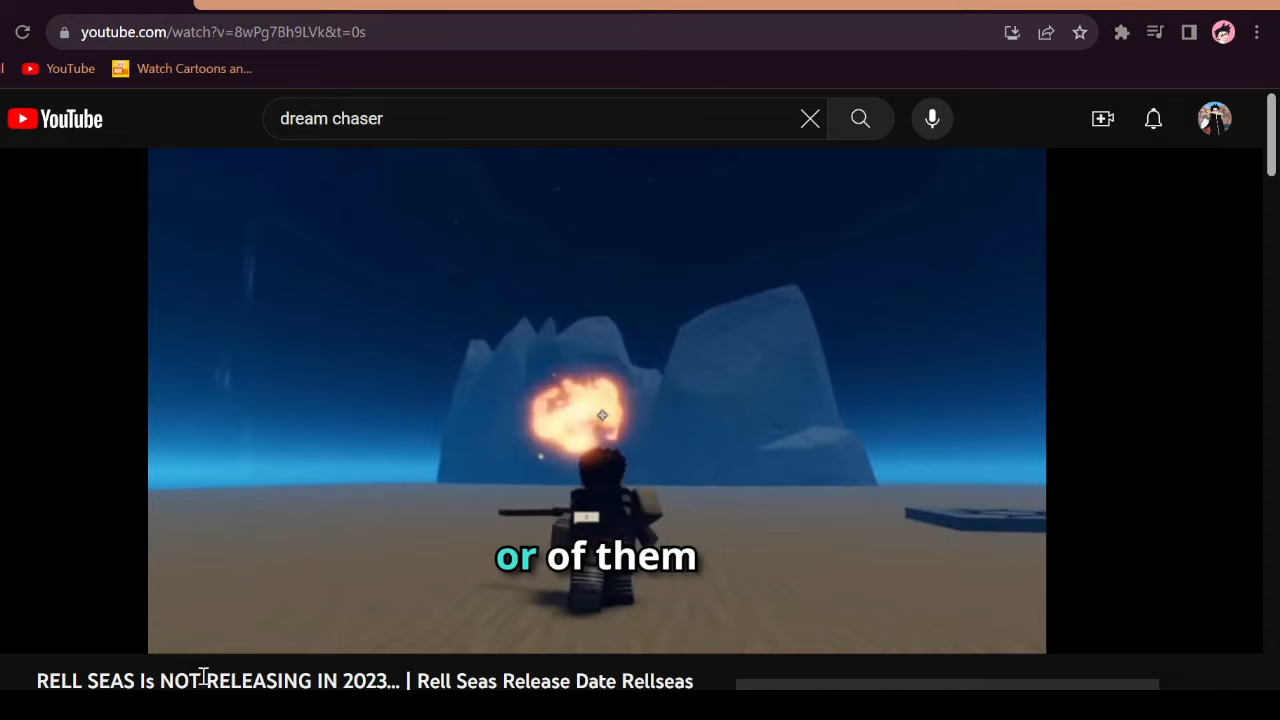 youtube.com/watch?v=8wPg7Bh9LVk&t=0s
YouTube
Watch Cartoons an...
YouTube
dream chaser
or of them
RELL SEAS Is NOT RELEASING IN 2023... | Rell Seas Release Date Rellseas